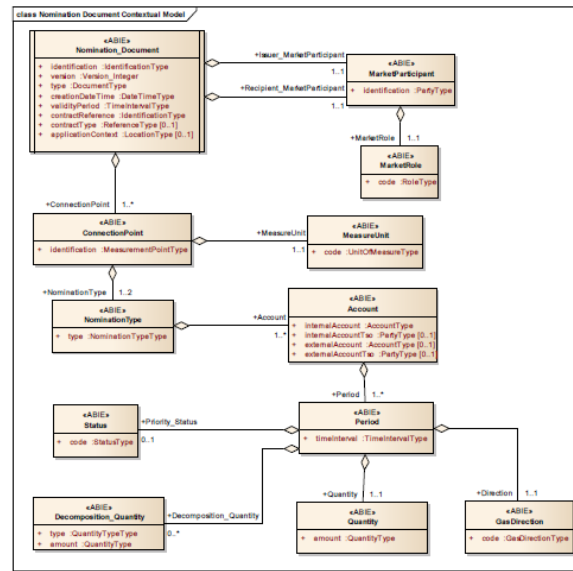 class Nomination Document Contextual Model
«ABIE»
Nomination_Document
+ identification :IdentificationType
+ version :Version_Integer
+ type :DocumentType
+ creationDateTime :DateTimeType
+ validityPeriod :TimeIntervalType
+ contractReference :IdentificationType
+ contractType :ReferenceType [0..1]
+ applicationContext :LocationType [0..1]
+Issuer_MarketParticipant
1..1
+Recipient_MarketParticipant
1..1
«ABIE»
MarketParticipant
+ identification :PartyType
+MarketRole
1..1
«ABIE»
MarketRole
+ code :RoleType
+ConnectionPoint
1..*
«ABIE»
ConnectionPoint
+ identification :MeasurementPointType
+MeasureUnit
1..1
«ABIE»
MeasureUnit
+ code :UnitOfMeasureType
+NominationType
1..2
«ABIE»
NominationType
+ type :NominationTypeType
+Account
1..*
«ABIE»
Account
+ internalAccount :AccountType
+ internalAccountTso :PartyType [0..1]
+ externalAccount :AccountType [0..1]
+ externalAccountTso :PartyType [0..1]
+Period
1..*
«ABIE»
Status
+ code :StatusType
+Priority_Status
0..1
«ABIE»
Period
+ timeInterval :TimeIntervalType
+Decomposition_Quantity
0..*
+Quantity
1..1
+Direction
1..1
«ABIE»
Decomposition_Quantity
+ type :QuantityTypeType
+ amount :QuantityType
«ABIE»
Quantity
+ amount :QuantityType
«ABIE»
GasDirection
+ code :GasDirectionType